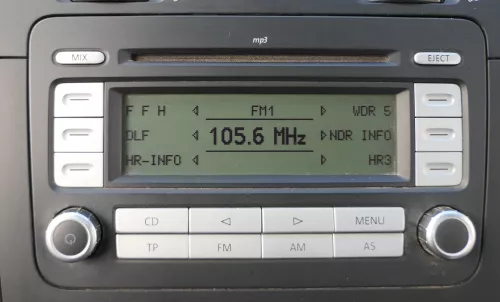 mp3
MIX
EJECT
F F H ◁ FM1 ▷ WDR 5
DLF ◁ 105.6 MHz ▷ NDR INFO
HR-INFO ◁ ▷ HR3
CD ◁ ▷ MENU
TP FM AM AS